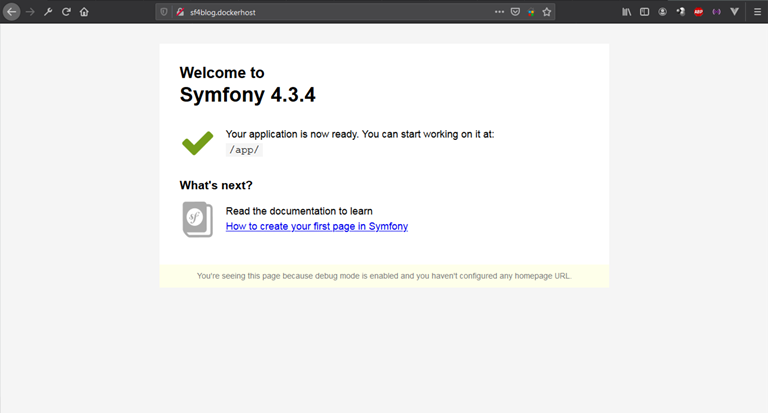 sf4blog.dockerhost
ABP
Welcome to
Symfony 4.3.4
Your application is now ready. You can start working on it at:
/app/
What's next?
sf
Read the documentation to learn
How to create your first page in Symfony
You're seeing this page because debug mode is enabled and you haven't configured any homepage URL.